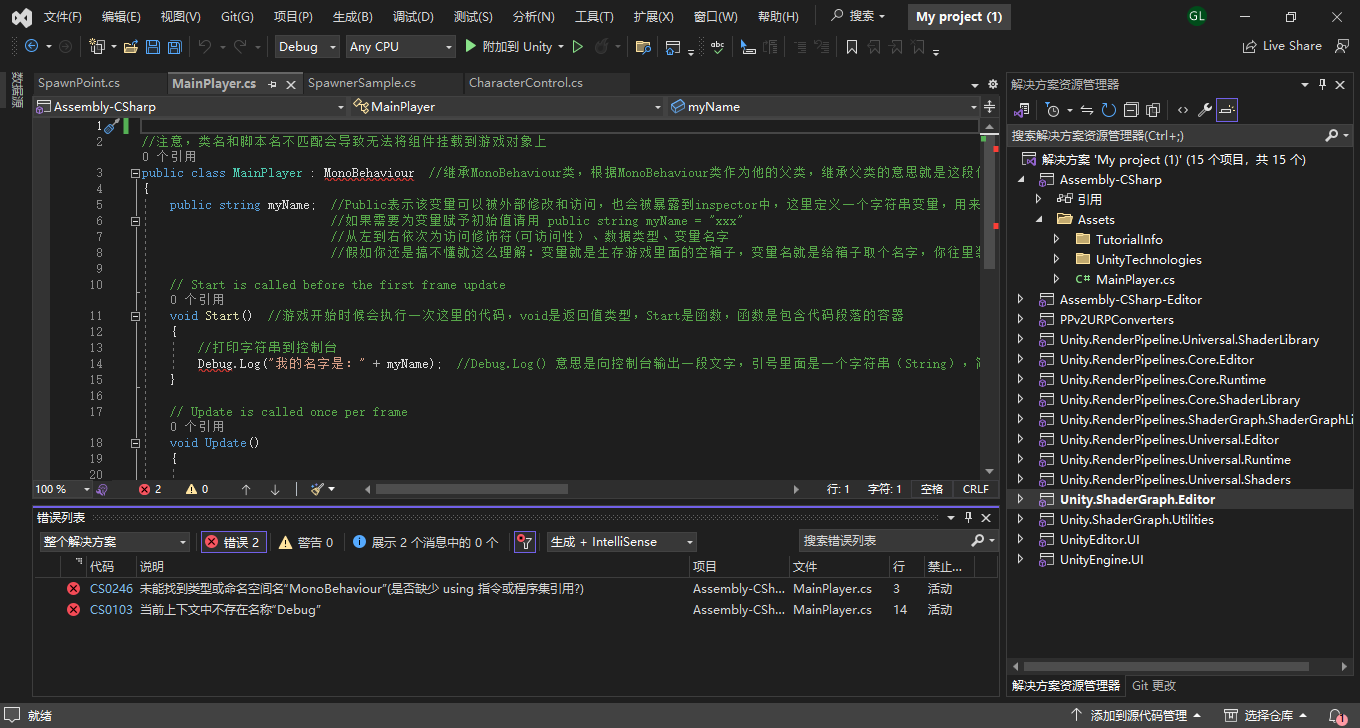 文件(F) 编辑(E) 视图(V) Git(G) 项目(P) 生成(B) 调试(D) 测试(S) 分析(N) 工具(T) 扩展(X) 窗口(W) 帮助(H) 搜索 My project (1) GL
Debug Any CPU 附加到 Unity Live Share
数据源
SpawnPoint.cs MainPlayer.cs SpawnerSample.cs CharacterControl.cs
Assembly-CSharp MainPlayer myName
1
2 //注意，类名和脚本名不匹配会导致无法将组件挂载到游戏对象上
0 个引用
3 public class MainPlayer : MonoBehaviour //继承MonoBehaviour类，根据MonoBehaviour类作为他的父类，继承父类的意思就是这段
4 {
5 public string myName; //Public表示该变量可以被外部修改和访问，也会被暴露到inspector中，这里定义一个字符串变量，用来
6 //如果需要为变量赋予初始值请用 public string myName = "xxx"
7 //从左到右依次为访问修饰符(可访问性）、数据类型、变量名字
8 //假如你还是搞不懂就这么理解：变量就是生存游戏里面的空箱子，变量名就是给箱子取个名字，你往里
9
10 // Start is called before the first frame update
0 个引用
11 void Start() //游戏开始时候会执行一次这里的代码，void是返回值类型，Start是函数，函数是包含代码段落的容器
12 {
13 //打印字符串到控制台
14 Debug.Log("我的名字是：" + myName); //Debug.Log() 意思是向控制台输出一段文字，引号里面是一个字符串（String），
15 }
16
17 // Update is called once per frame
0 个引用
18 void Update()
19 {
20
100 % 2 0 行: 1 字符: 1 空格 CRLF
错误列表
整个解决方案 错误 2 警告 0 展示 2 个消息中的 0 个 生成 + IntelliSense 搜索错误列表
代码 说明 项目 文件 行 禁止...
CS0246 未能找到类型或命名空间名“MonoBehaviour”(是否缺少 using 指令或程序集引用?) Assembly-CSh... MainPlayer.cs 3 活动
CS0103 当前上下文中不存在名称“Debug” Assembly-CSh... MainPlayer.cs 14 活动
解决方案资源管理器
搜索解决方案资源管理器(Ctrl+;)
解决方案 'My project (1)' (15 个项目，共 15 个)
Assembly-CSharp
引用
Assets
TutorialInfo
UnityTechnologies
C# MainPlayer.cs
Assembly-CSharp-Editor
PPv2URPConverters
Unity.RenderPipeline.Universal.ShaderLibrary
Unity.RenderPipelines.Core.Editor
Unity.RenderPipelines.Core.Runtime
Unity.RenderPipelines.Core.ShaderLibrary
Unity.RenderPipelines.ShaderGraph.ShaderGraphLi
Unity.RenderPipelines.Universal.Editor
Unity.RenderPipelines.Universal.Runtime
Unity.RenderPipelines.Universal.Shaders
Unity.ShaderGraph.Editor
Unity.ShaderGraph.Utilities
UnityEditor.UI
UnityEngine.UI
解决方案资源管理器 Git 更改
就绪 添加到源代码管理 选择仓库 1